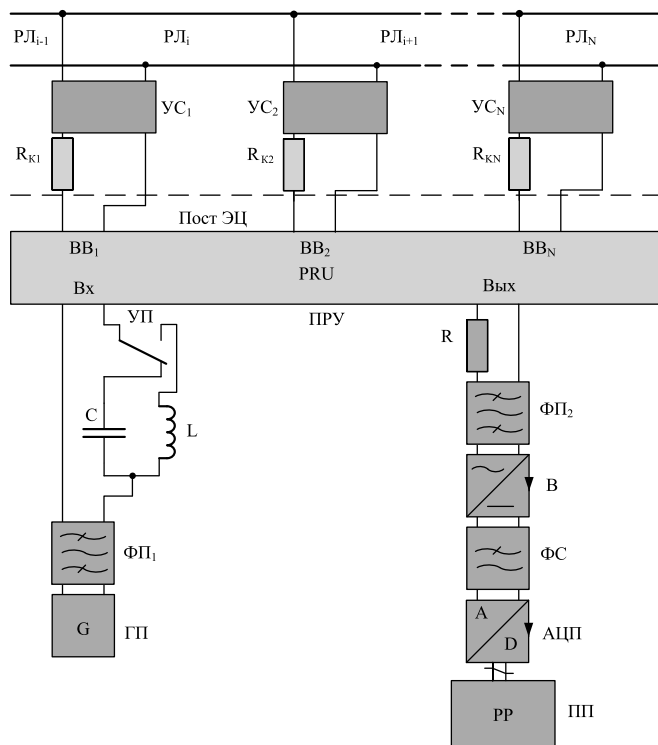 РЛi-1 РЛi РЛi+1 РЛN
УС1 УС2 УСN
RК1 RК2 RКN
Пост ЭЦ
ВВ1 ВВ2 ВВN
PRU
Вх Вых
УП ПРУ
R
C L
ФП2
В
ФП1 ФС
G ГП
A D АЦП
PP ПП